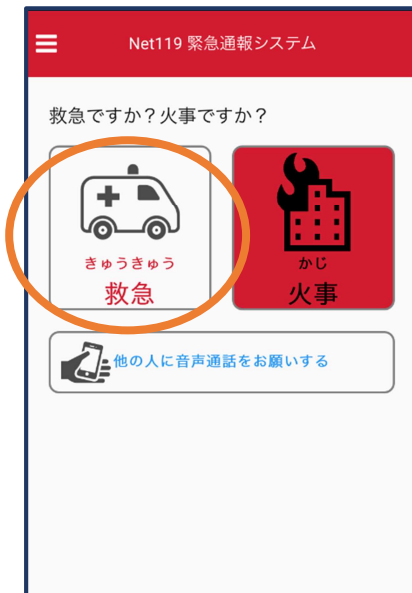 Net119 緊急通報システム
救急ですか？火事ですか？
きゅうきゅう
救急
かじ
火事
他の人に音声通話をお願いする